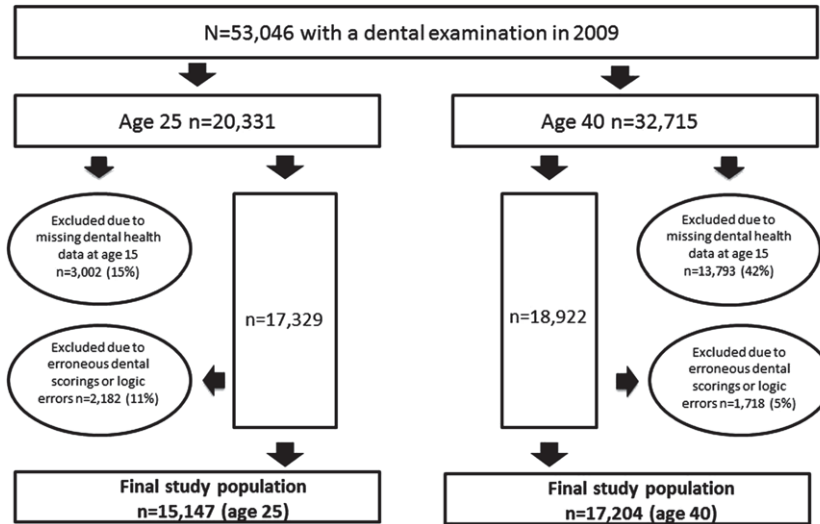 N=53,046 with a dental examination in 2009
Age 25 n=20,331
Age 40 n=32,715
Excluded due to
missing dental health
data at age 15
n=3,002 (15%)
n=17,329
Excluded due to
erroneous dental
scorings or logic
errors n=2,182 (11%)
n=18,922
Excluded due to
missing dental health
data at age 15
n=13,793 (42%)
Excluded due to
erroneous dental
scorings or logic
errors n=1,718 (5%)
Final study population
n=15,147 (age 25)
Final study population
n=17,204 (age 40)